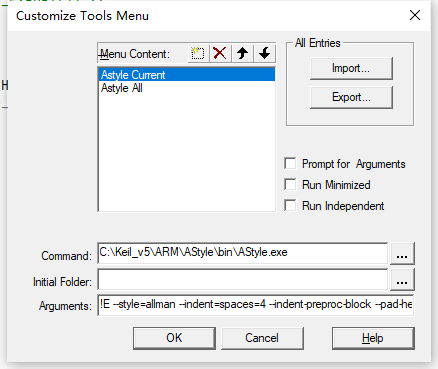 Customize Tools Menu
Menu Content:
Astyle Current
Astyle All
All Entries
Import...
Export...
Prompt for Arguments
Run Minimized
Run Independent
Command: C:\Keil_v5\ARM\AStyle\bin\AStyle.exe ...
Initial Folder: ...
Arguments: !E --style=allman --indent=spaces=4 --indent-preproc-block --pad-he
OK Cancel Help